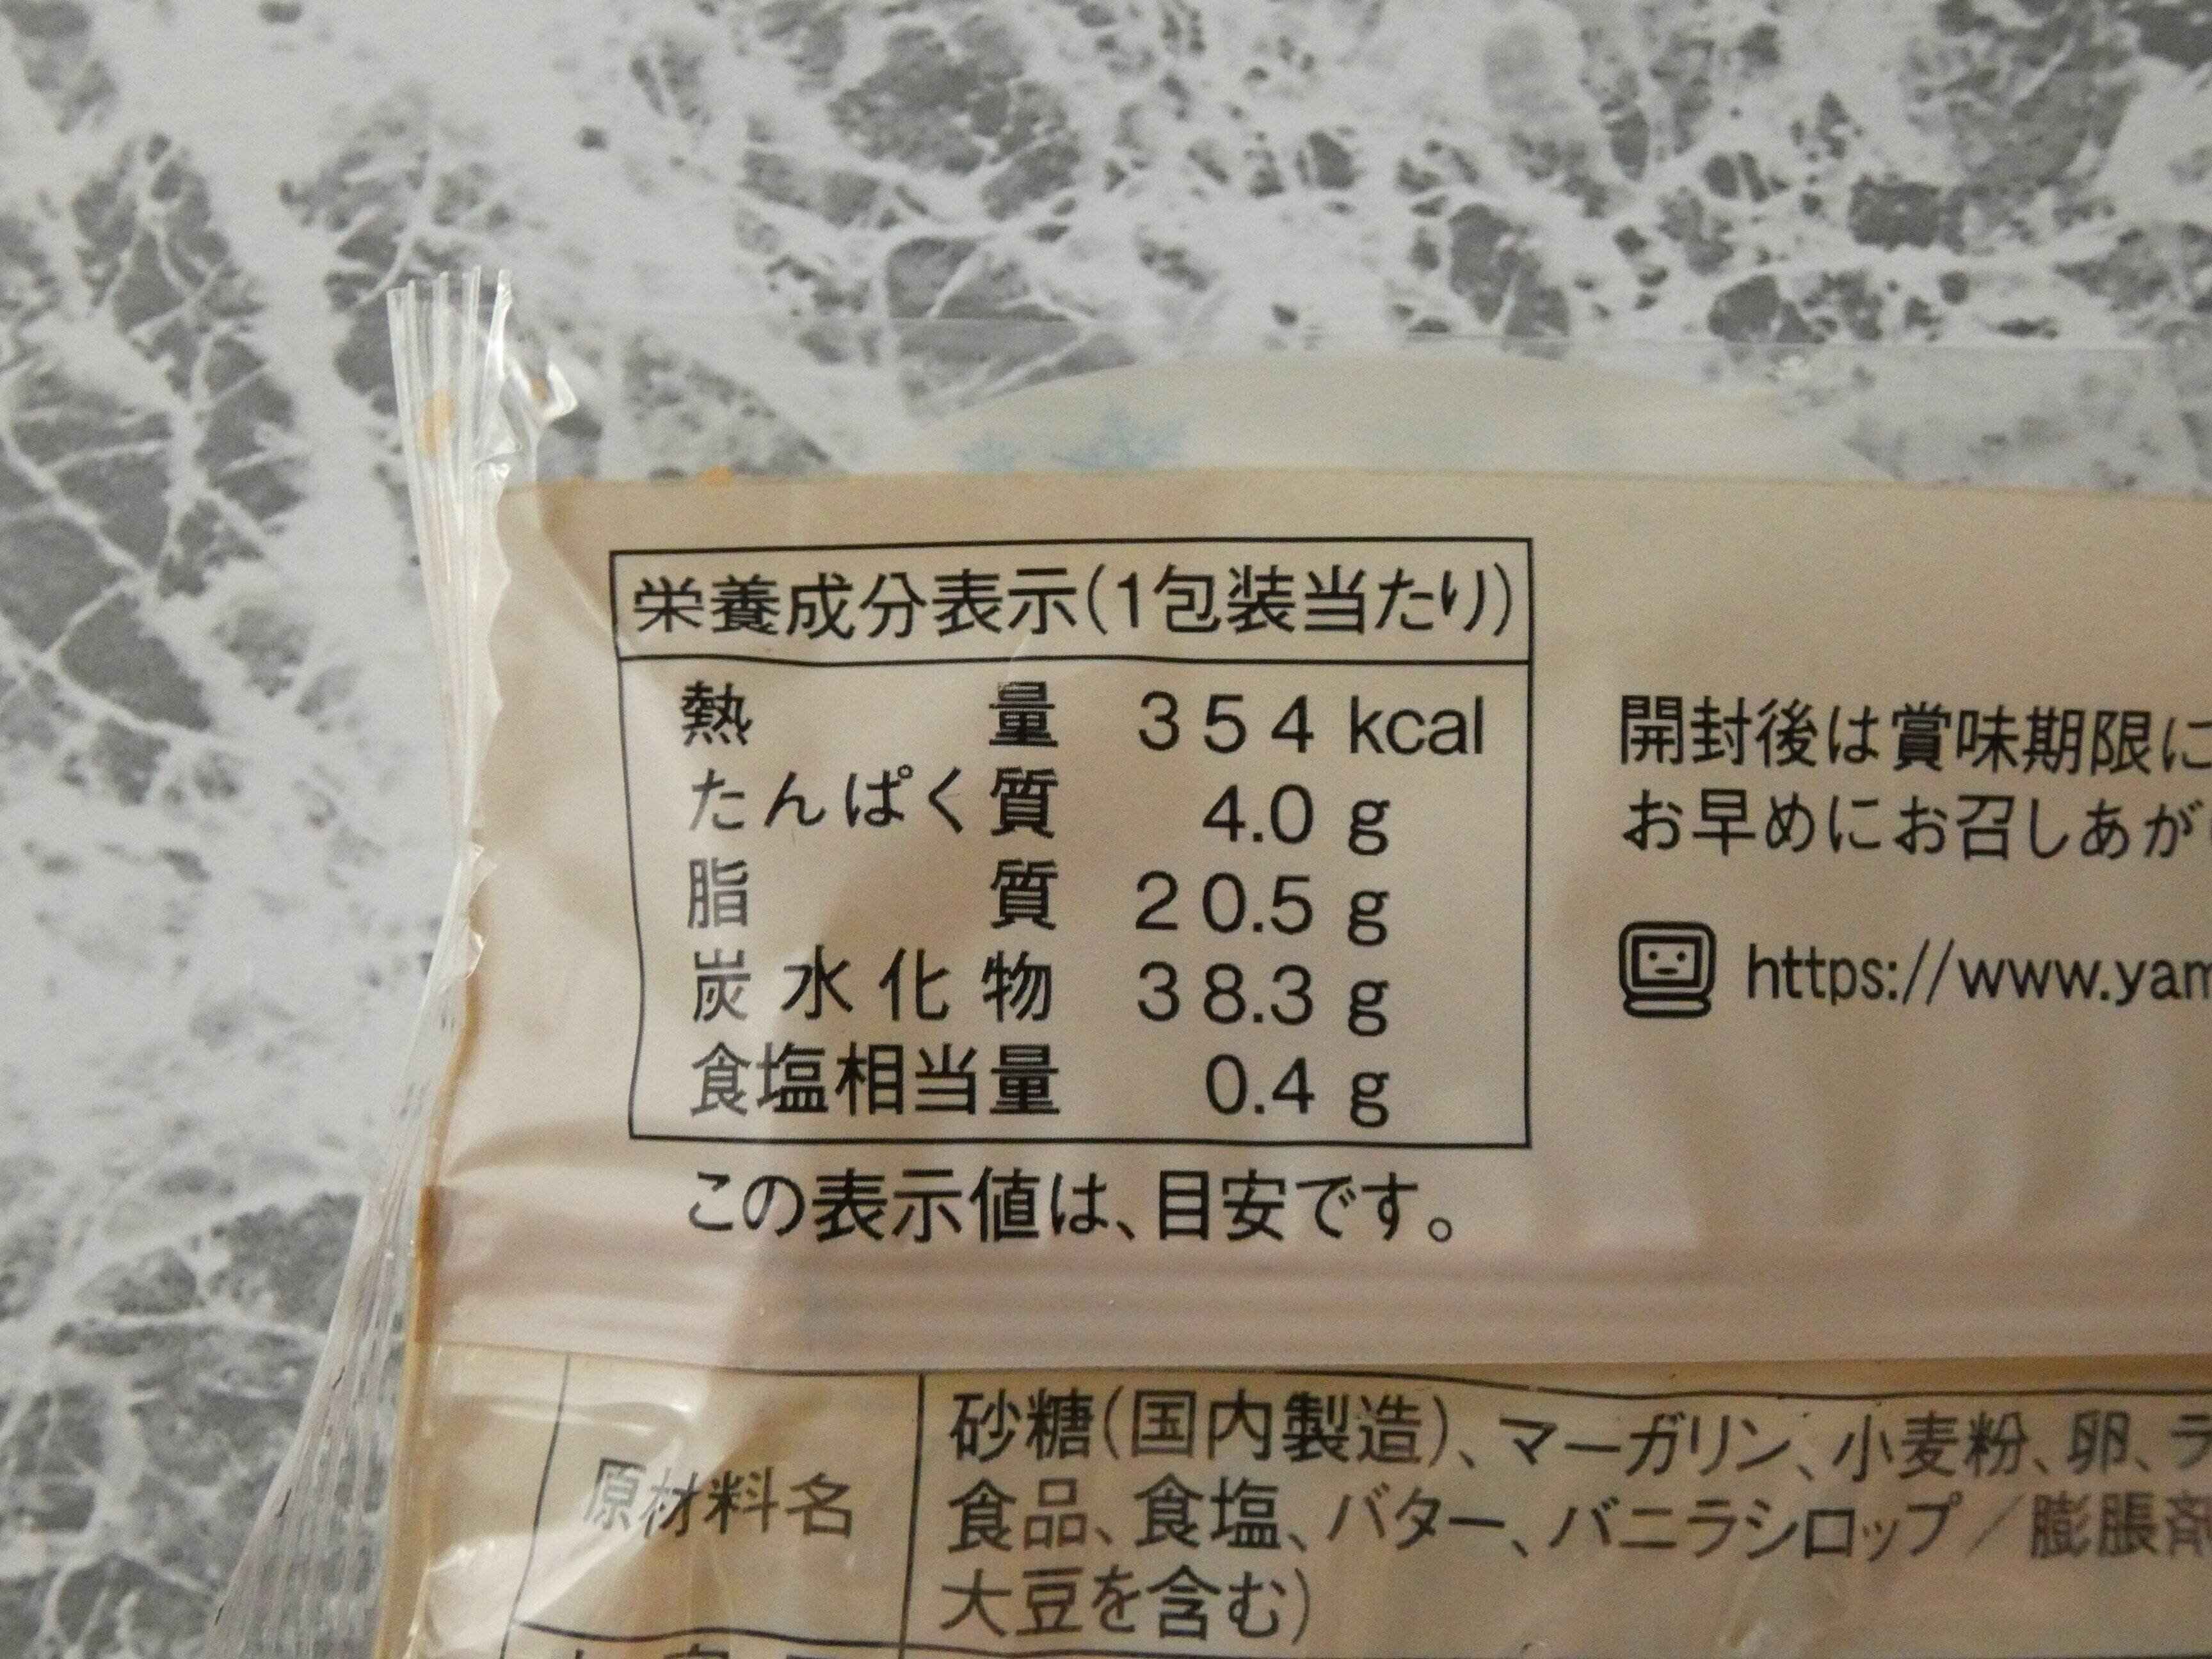 栄養成分表示(1包装当たり)
熱量 354 kcal
たんぱく質 4.0 g
脂質 20.5 g
炭水化物 38.3 g
食塩相当量 0.4 g
この表示値は、目安です。
開封後は賞味期限に
お早めにお召しあが
https://www.yam
原材料名
砂糖(国内製造)、マーガリン、小麦粉、卵、
食品、食塩、バター、バニラシロップ/膨脹剤
大豆を含む)